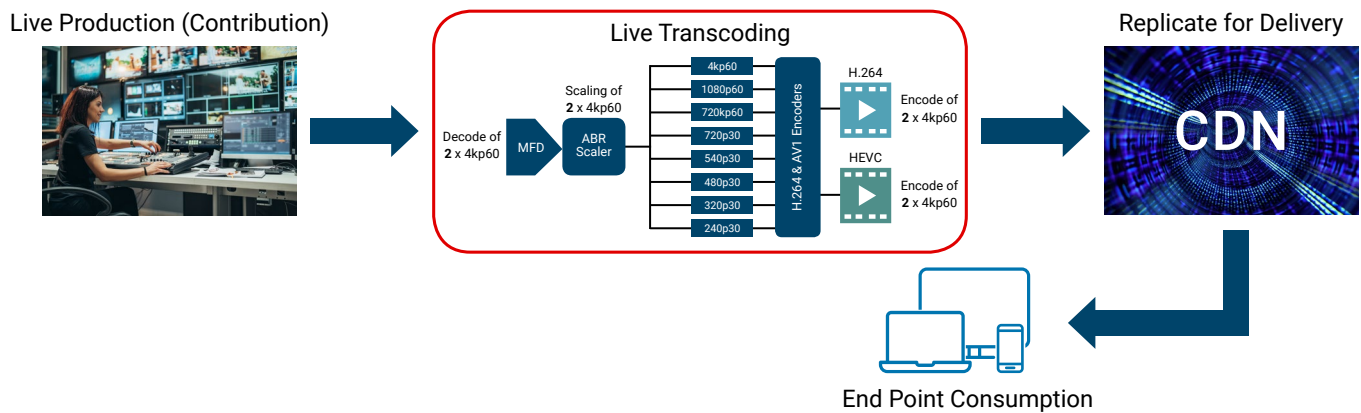 Live Production (Contribution)
Live Transcoding
Replicate for Delivery
Decode of
2 x 4kp60
MFD
Scaling of
2 x 4kp60
ABR
Scaler
4kp60
1080p60
720kp60
720p30
540p30
480p30
320p30
240p30
H.264 & AV1 Encoders
H.264
Encode of
2 x 4kp60
HEVC
Encode of
2 x 4kp60
CDN
End Point Consumption